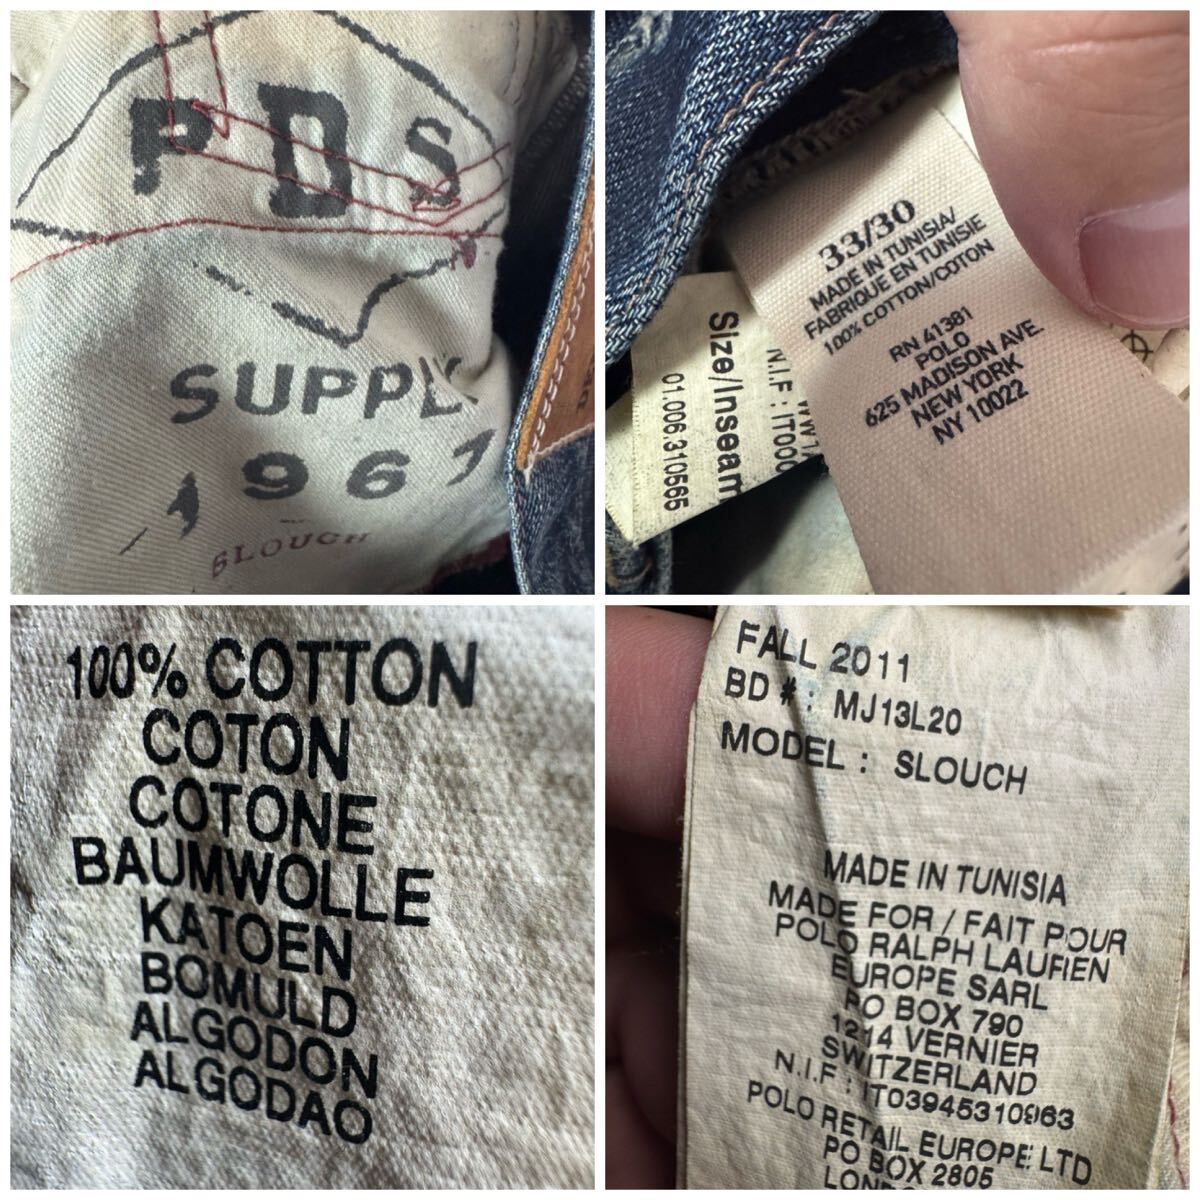 PDS
SUPPLY
1967
SLOUCH
33/30
MADE IN TUNISIA/
FABRIQUE EN TUNISIE
100% COTTON/COTON
RN 41381
POLO
625 MADISON AVE.
NEW YORK
NY 10022
N.I.F : IT000
Size/Inseam
01.006.310565
100% COTTON
COTON
COTONE
BAUMWOLLE
KATOEN
BOMULD
ALGODON
ALGODAO
FALL 2011
BD # : MJ13L20
MODEL : SLOUCH
MADE IN TUNISIA
MADE FOR / FAIT POUR
POLO RALPH LAUREN
EUROPE SARL
PO BOX 790
1214 VERNIER
SWITZERLAND
N.I.F : IT03945310963
POLO RETAIL EUROPE LTD
PO BOX 2805